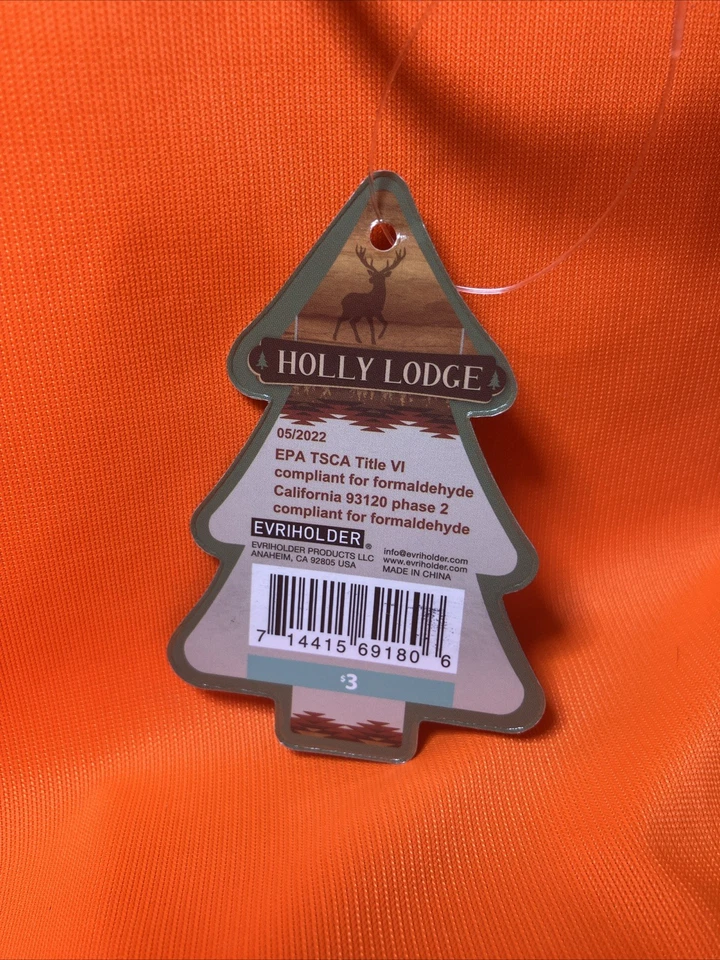 HOLLY LODGE
05/2022
EPA TSCA Title VI
compliant for formaldehyde
California 93120 phase 2
compliant for formaldehyde
EVRIHOLDER®
EVRIHOLDER PRODUCTS LLC
ANAHEIM, CA 92805 USA
info@evriholder.com
www.evriholder.com
MADE IN CHINA
7 14415 69180 6
$3